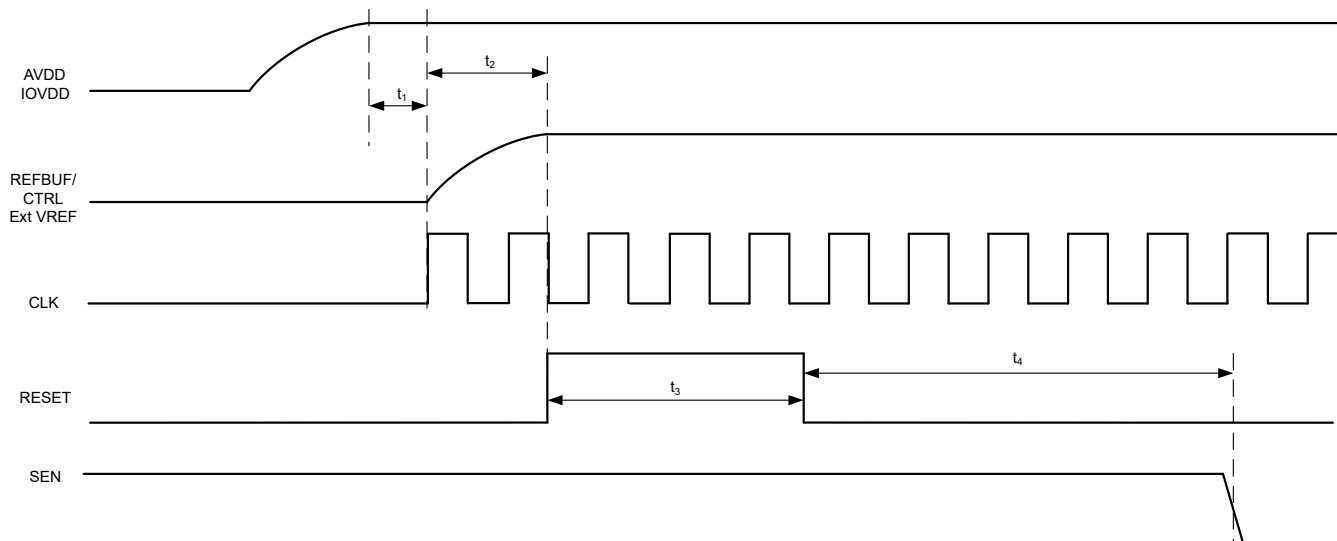 AVDD
IOVDD
t₁
t₂
REFBUF/
CTRL
Ext VREF
CLK
RESET
t₃
t₄
SEN